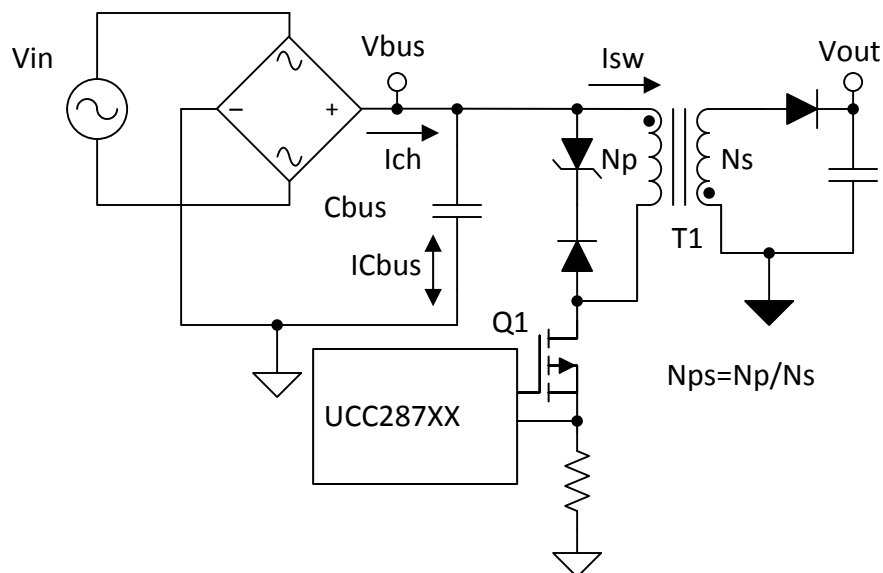 Vin
Vbus
Isw
Vout
−
+
Ich
Np
Ns
Cbus
T1
ICbus
Q1
Nps=Np/Ns
UCC287XX